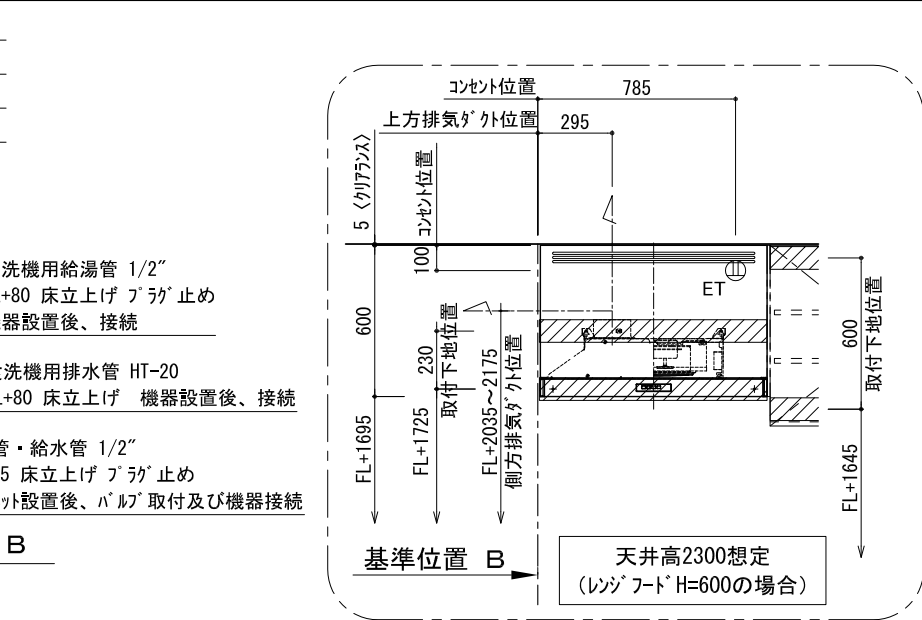 コンセント位置
785
上方排気ダクト位置
295
5 〈クリアランス〉
コンセント位置
100
600
230
取付下地位置
FL+1695
FL+1725
FL+2035~2175
側方排気ダクト位置
ET
600
取付下地位置
FL+1645
洗機用給湯管 1/2″
+80 床立上げ プラグ止め
器設置後、接続
洗機用排水管 HT-20
+80 床立上げ 機器設置後、接続
管・給水管 1/2″
5 床立上げ プラグ止め
ット設置後、バルブ取付及び機器接続
B
基準位置 B
天井高2300想定
(レンジフードH=600の場合)